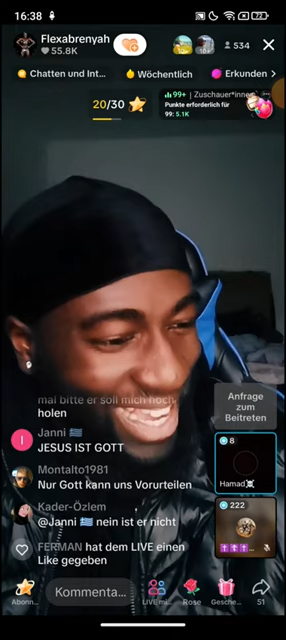 16:38
72
Flexabrenyah
55.8K
534
Chatten und Int...
Wöchentlich
Erkunden
20/30
99+ | Zuschauer*innen
Punkte erforderlich für
99: 5.1K
mal bitte er soll mich hoch
holen
Janni 🇬🇷
JESUS IST GOTT
Montalto1981
Nur Gott kann uns Vorurteilen
Kader-Özlem
@Janni 🇬🇷 nein ist er nicht
FERMAN hat dem LIVE einen
Like gegeben
Anfrage
zum
Beitreten
8
Hamad
222
Abonn...
Kommenta...
LIVE mi...
Rose
Gesche...
51